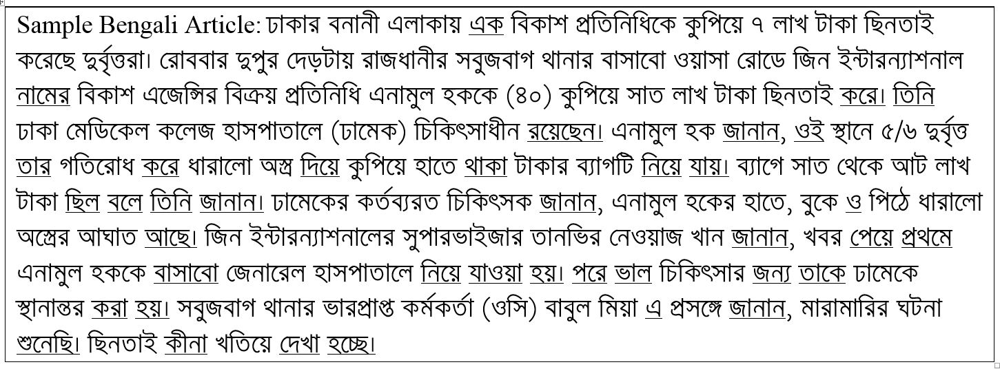 Sample Bengali Article: ঢাকার বনানী এলাকায় এক বিকাশ প্রতিনিধিকে কুপিয়ে ৭ লাখ টাকা ছিনতাই
করেছে দুর্বৃত্তরা। রোববার দুপুর দেড়টায় রাজধানীর সবুজবাগ থানার বাসাবো ওয়াসা রোডে জিন ইন্টারন্যাশনাল
নামের বিকাশ এজেন্সির বিক্রয় প্রতিনিধি এনামুল হককে (৪০) কুপিয়ে সাত লাখ টাকা ছিনতাই করে। তিনি
ঢাকা মেডিকেল কলেজ হাসপাতালে (ঢামেক) চিকিৎসাধীন রয়েছেন। এনামুল হক জানান, ওই স্থানে ৫/৬ দুর্বৃত্ত
তার গতিরোধ করে ধারালো অস্ত্র দিয়ে কুপিয়ে হাতে থাকা টাকার ব্যাগটি নিয়ে যায়। ব্যাগে সাত থেকে আট লাখ
টাকা ছিল বলে তিনি জানান। ঢামেকের কর্তব্যরত চিকিৎসক জানান, এনামুল হকের হাতে, বুকে ও পিঠে ধারালো
অস্ত্রের আঘাত আছে। জিন ইন্টারন্যাশনালের সুপারভাইজার তানভির নেওয়াজ খান জানান, খবর পেয়ে প্রথমে
এনামুল হককে বাসাবো জেনারেল হাসপাতালে নিয়ে যাওয়া হয়। পরে ভাল চিকিৎসার জন্য তাকে ঢামেকে
স্থানান্তর করা হয়। সবুজবাগ থানার ভারপ্রাপ্ত কর্মকর্তা (ওসি) বাবুল মিয়া এ প্রসঙ্গে জানান, মারামারির ঘটনা
শুনেছি। ছিনতাই কীনা খতিয়ে দেখা হচ্ছে।